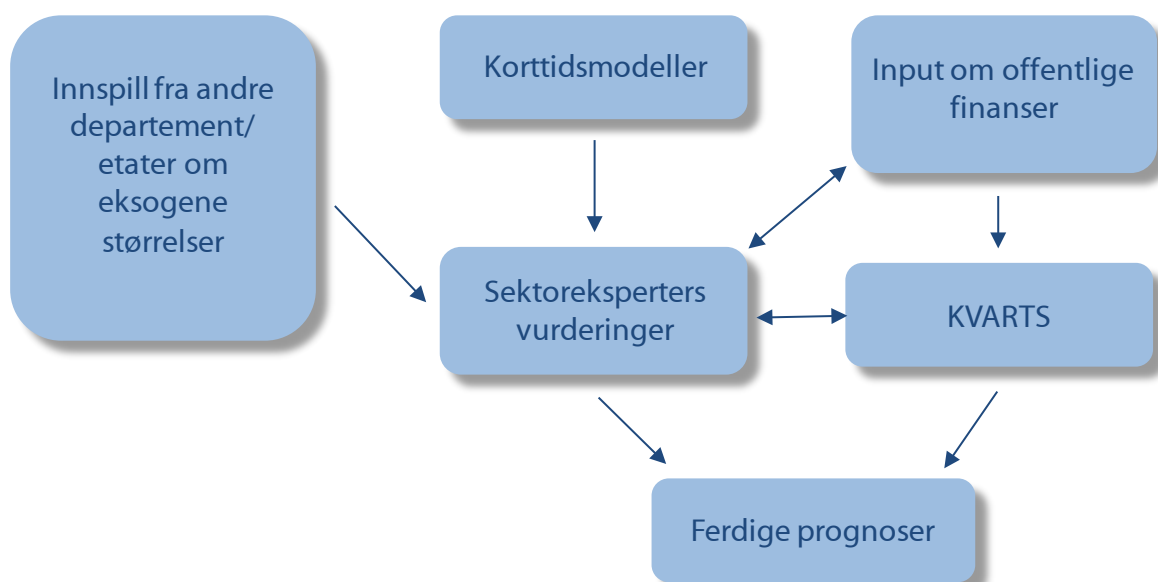 Innspill fra andre
departement/
etater om
eksogene
størrelser
Korttidsmodeller
Input om offentlige
finanser
Sektoreksperters
vurderinger
KVARTS
Ferdige prognoser